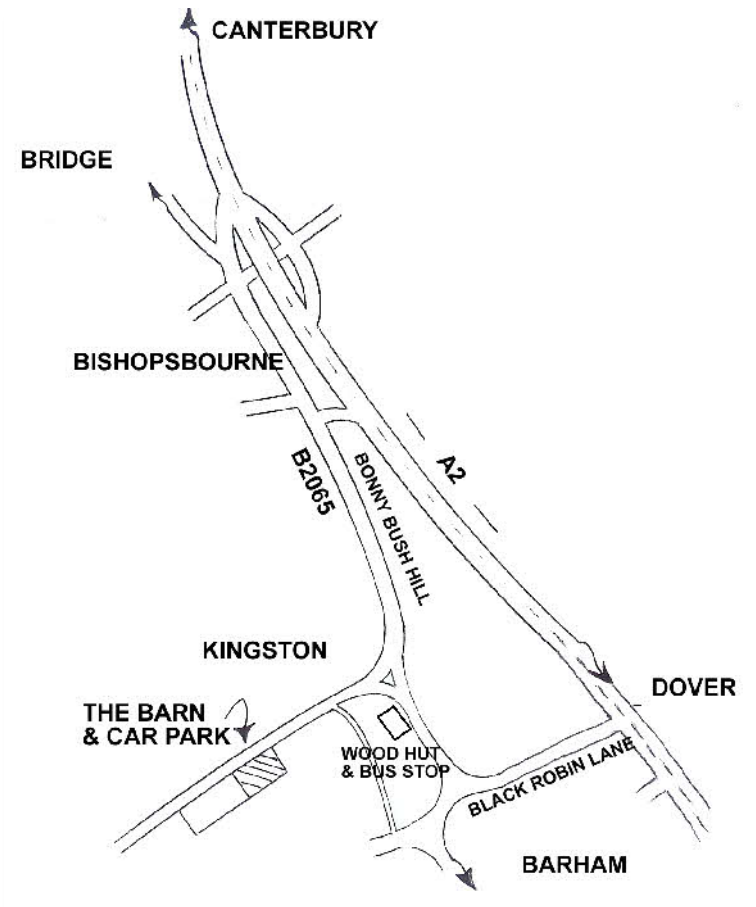 CANTERBURY
BRIDGE
BISHOPSBOURNE
B2065
BONNY BUSH HILL
A2
KINGSTON
DOVER
THE BARN
& CAR PARK
WOOD HUT
& BUS STOP
BLACK ROBIN LANE
BARHAM